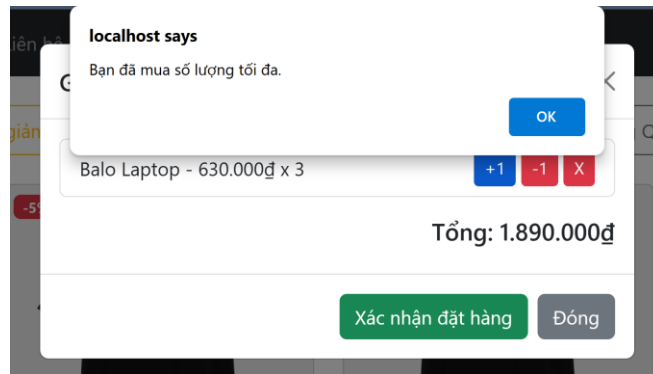 localhost says
Bạn đã mua số lượng tối đa.
OK
Balo Laptop - 630.000₫ x 3
+1
-1
X
Tổng: 1.890.000₫
Xác nhận đặt hàng
Đóng